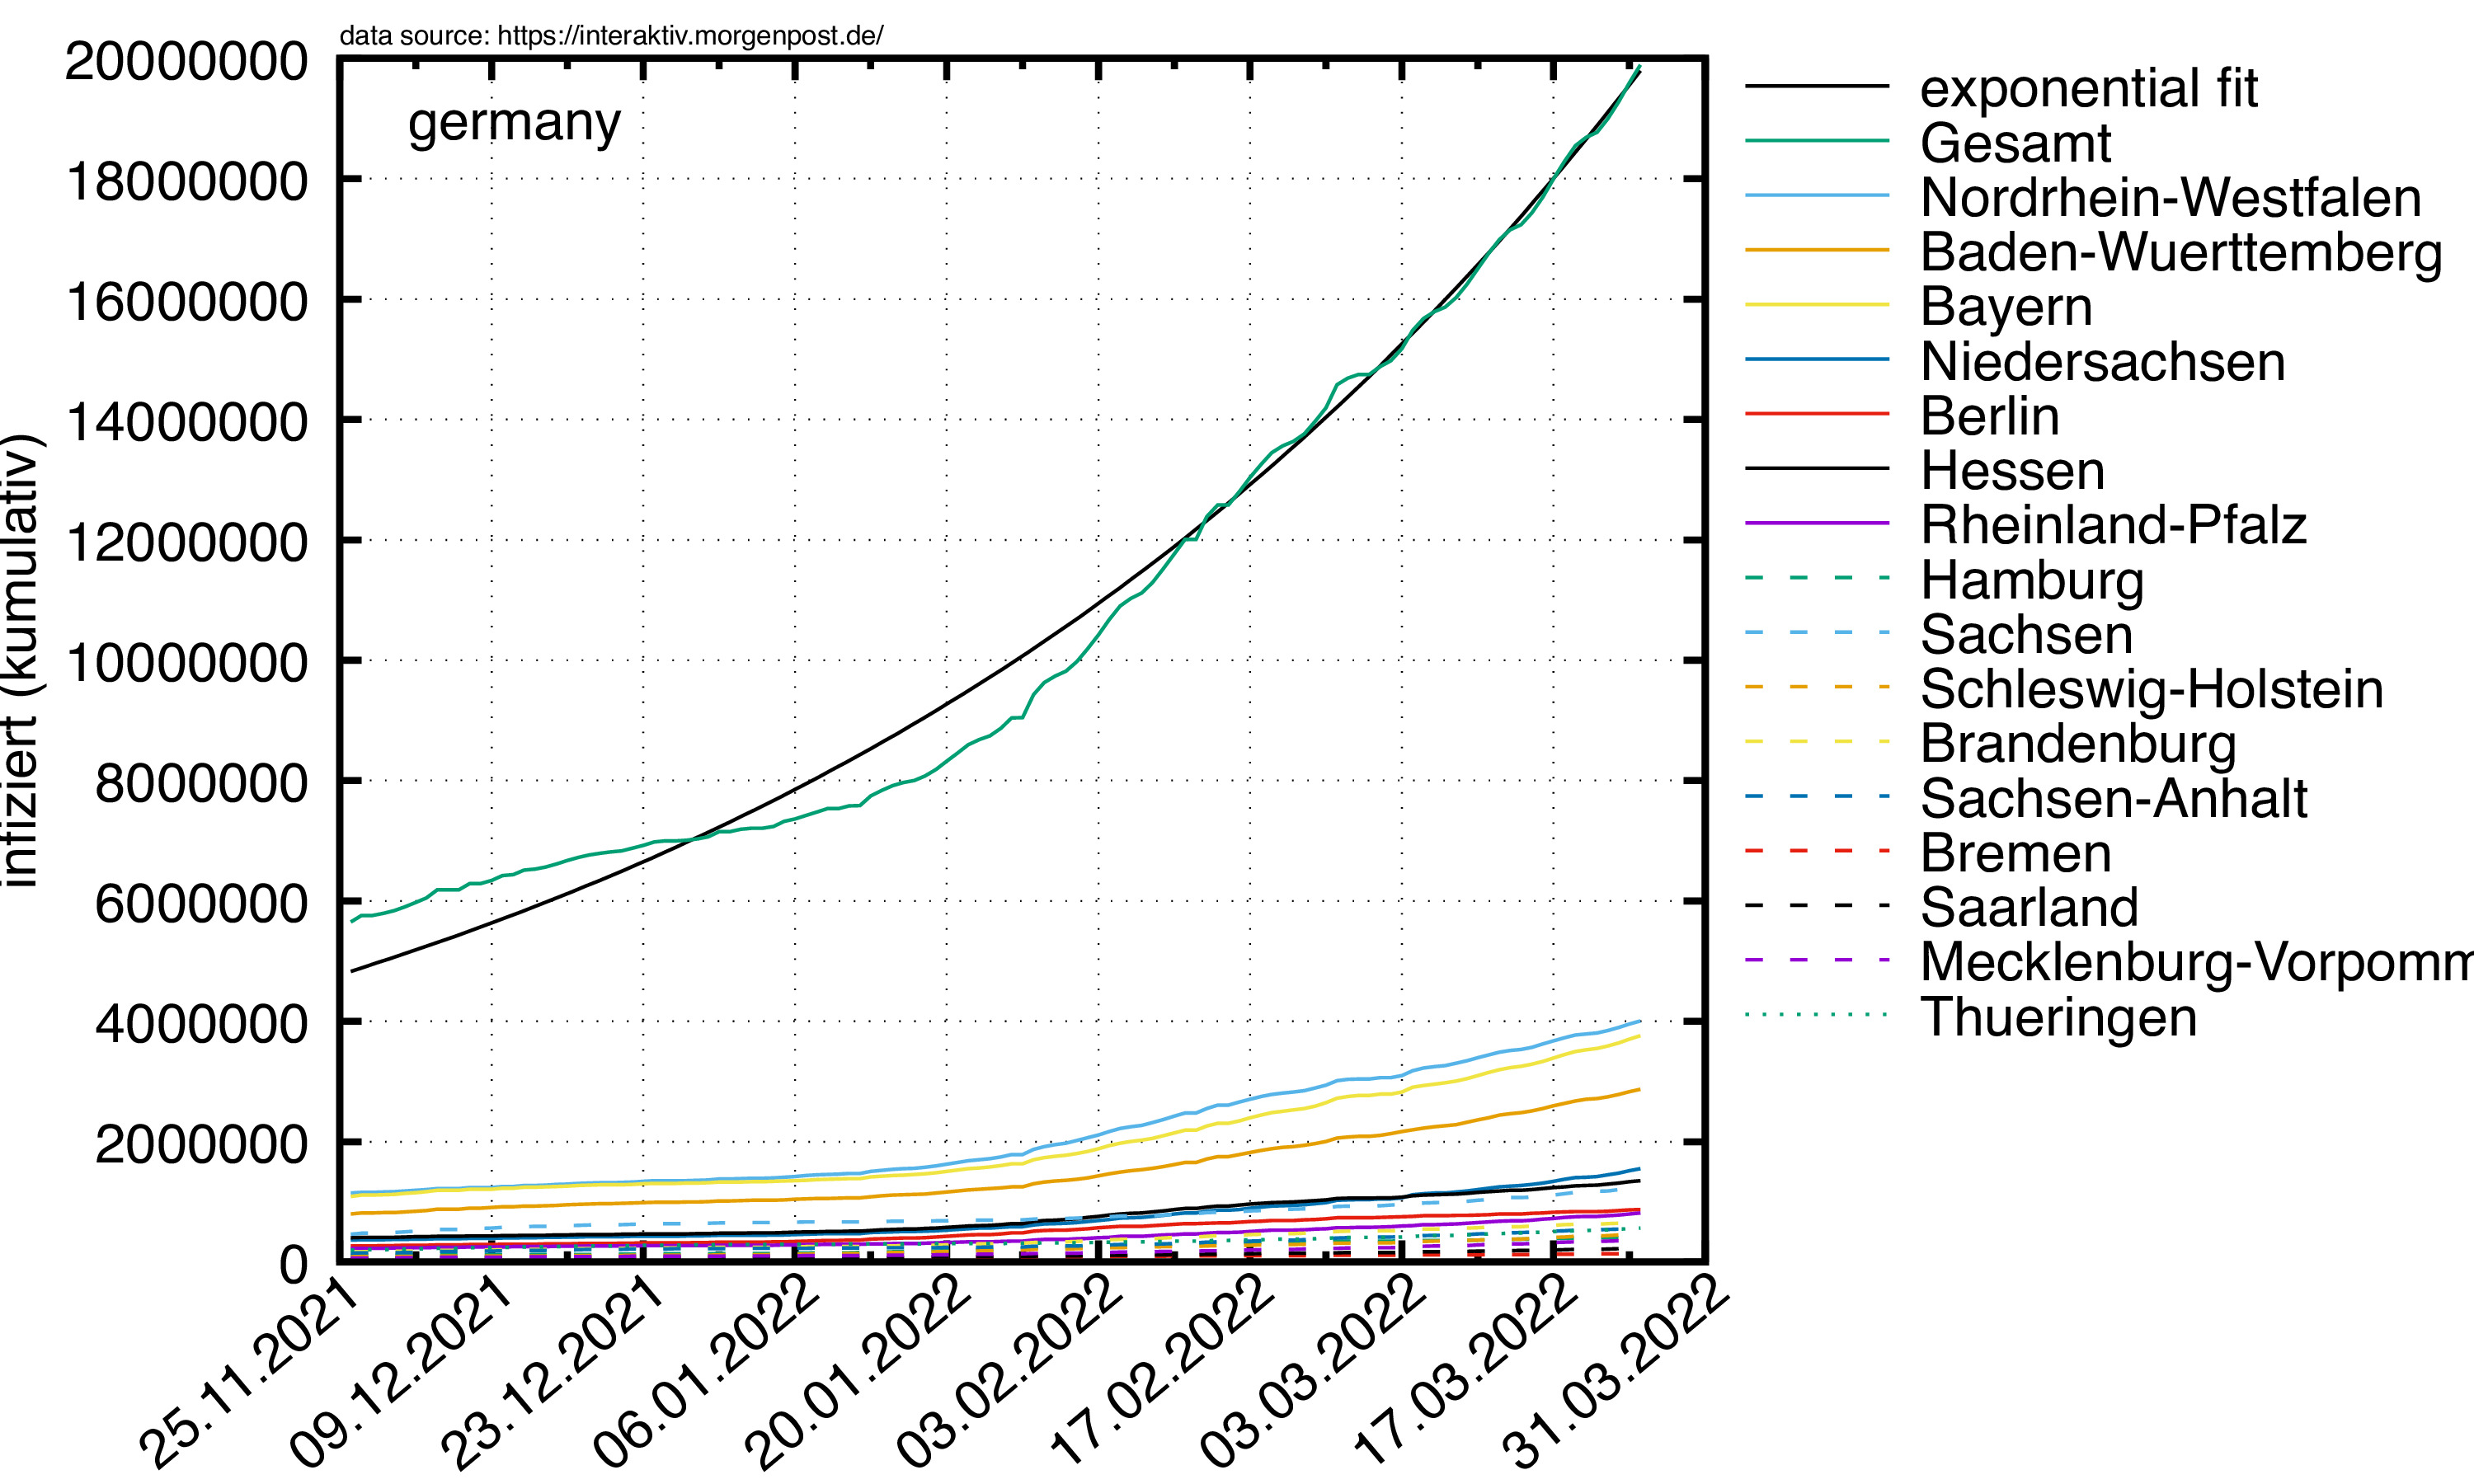 data source: https://interaktiv.morgenpost.de/
germany
infiziert (kumulativ)
20000000
18000000
16000000
14000000
12000000
10000000
8000000
6000000
4000000
2000000
0
25.11.2021
09.12.2021
23.12.2021
06.01.2022
20.01.2022
03.02.2022
17.02.2022
03.03.2022
17.03.2022
31.03.2022
exponential fit
Gesamt
Nordrhein-Westfalen
Baden-Wuerttemberg
Bayern
Niedersachsen
Berlin
Hessen
Rheinland-Pfalz
Hamburg
Sachsen
Schleswig-Holstein
Brandenburg
Sachsen-Anhalt
Bremen
Saarland
Mecklenburg-Vorpomm
Thueringen